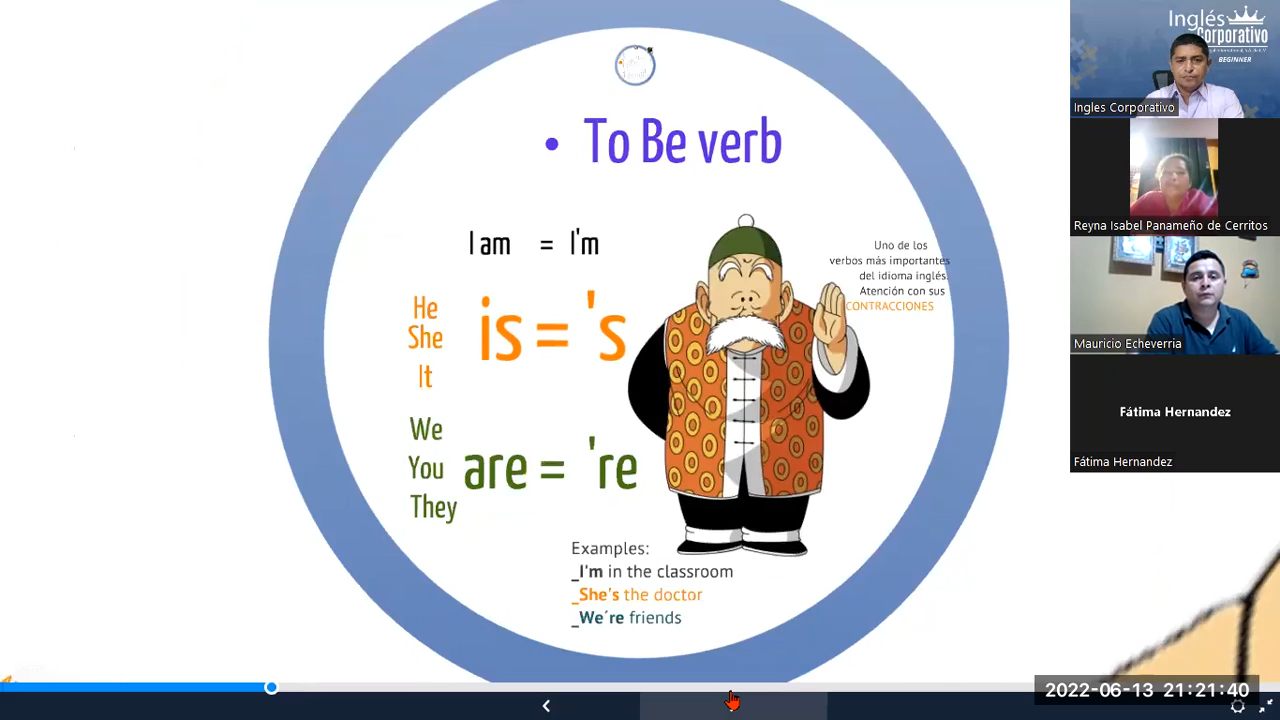 • To Be verb
I am = I'm
He
She
It
is = 's
We
You
They
are = 're
Uno de los
verbos más importantes
del idioma inglés.
Atención con sus
CONTRACCIONES
Examples:
_I'm in the classroom
_She's the doctor
_We´re friends
Inglés
Corporativo
BEGINNER
Ingles Corporativo
Reyna Isabel Panameño de Cerritos
Mauricio Echeverria
Fátima Hernandez
Fátima Hernandez
2022-06-13 21:21:40